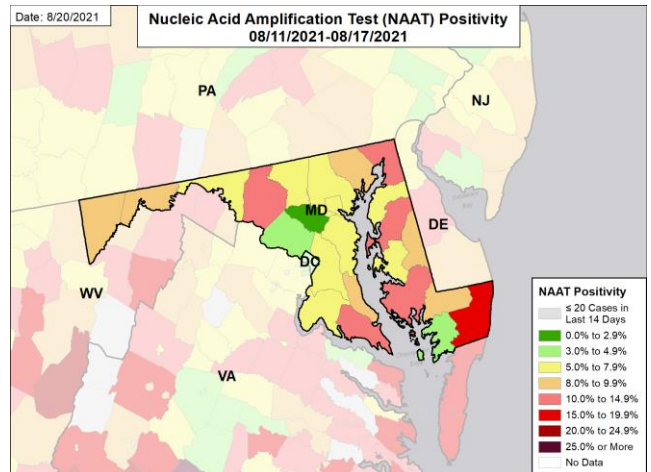 Date: 8/20/2021
Nucleic Acid Amplification Test (NAAT) Positivity
08/11/2021-08/17/2021
PA
NJ
MD
DE
DC
WV
VA
NAAT Positivity
≤ 20 Cases in
Last 14 Days
0.0% to 2.9%
3.0% to 4.9%
5.0% to 7.9%
8.0% to 9.9%
10.0% to 14.9%
15.0% to 19.9%
20.0% to 24.9%
25.0% or More
No Data